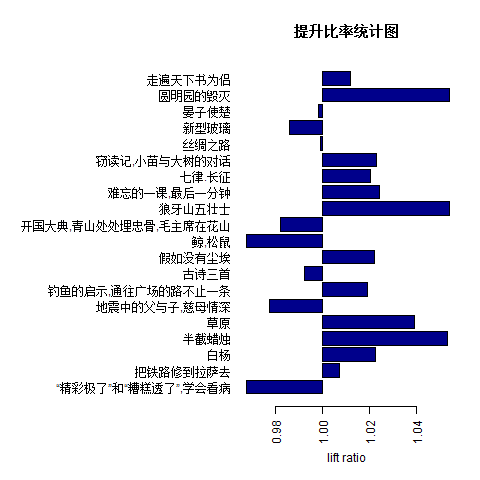 提升比率统计图
走遍天下书为侣
圆明园的毁灭
晏子使楚
新型玻璃
丝绸之路
窃读记,小苗与大树的对话
七律.长征
难忘的一课,最后一分钟
狼牙山五壮士
开国大典,青山处处埋忠骨,毛主席在花山
鲸,松鼠
假如没有尘埃
古诗三首
钓鱼的启示,通往广场的路不止一条
地震中的父与子,慈母情深
草原
半截蜡烛
白杨
把铁路修到拉萨去
“精彩极了”和“糟糕透了”,学会看病
0.98 1.00 1.02 1.04
lift ratio